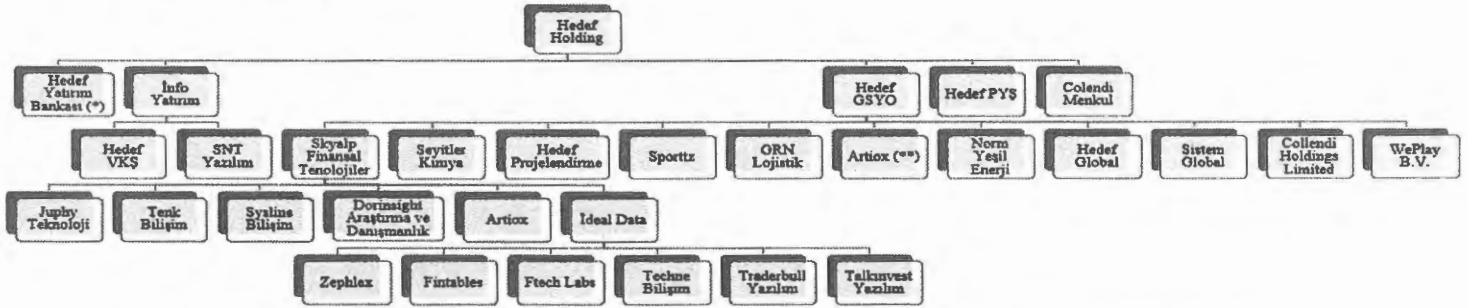 Hedef
Holding
Hedef
Yatırım
Bankası (*)
İnfo
Yatırım
Hedef
GSYO
Hedef PYŞ
Colendi
Menkul
Hedef
VKŞ
SNT
Yazılım
Skyalp
Finansal
Tenolojiler
Seyitler
Kimya
Hedef
Projelendirme
Sporttz
GRN
Lojistik
Artiox (**)
Norm
Yeşil
Enerji
Hedef
Global
Sistem
Global
Collendi
Holdings
Limited
WePlay
B.V.
Juphy
Teknoloji
Tenk
Bilişim
Sysline
Bilişim
Dorinsight
Araştırma ve
Danışmanlık
Artiox
İdeal Data
Zephlex
Fintables
Ftech Labs
Techne
Bilişim
Traderbull
Yazılım
Talkinvest
Yazılım